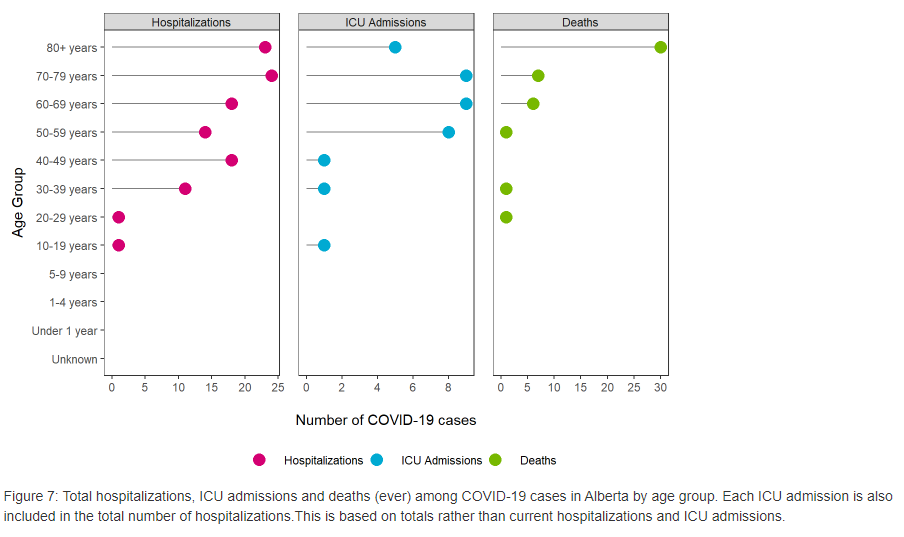 Hospitalizations
ICU Admissions
Deaths
Age Group
80+ years
70-79 years
60-69 years
50-59 years
40-49 years
30-39 years
20-29 years
10-19 years
5-9 years
1-4 years
Under 1 year
Unknown
0 5 10 15 20 25
0 2 4 6 8
0 5 10 15 20 25 30
Number of COVID-19 cases
Hospitalizations ICU Admissions Deaths
Figure 7: Total hospitalizations, ICU admissions and deaths (ever) among COVID-19 cases in Alberta by age group. Each ICU admission is also
included in the total number of hospitalizations.This is based on totals rather than current hospitalizations and ICU admissions.